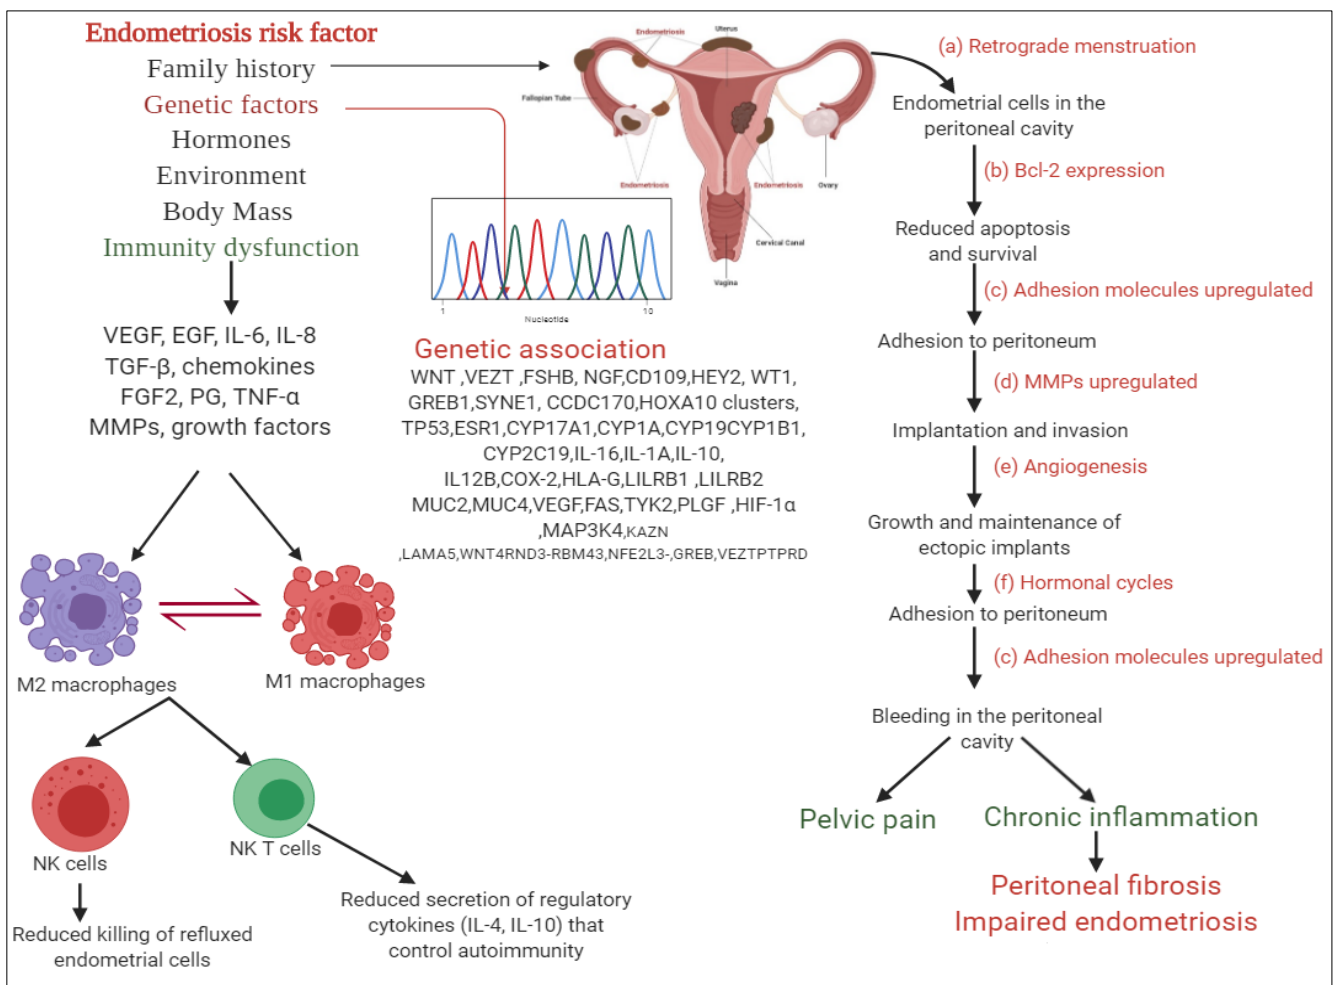 Endometriosis risk factor
Family history
Genetic factors
Hormones
Environment
Body Mass
Immunity dysfunction
VEGF, EGF, IL-6, IL-8
TGF-β, chemokines
FGF2, PG, TNF-α
MMPs, growth factors
M2 macrophages
M1 macrophages
NK cells
NK T cells
Reduced killing of refluxed
endometrial cells
Reduced secretion of regulatory
cytokines (IL-4, IL-10) that
control autoimmunity
Endometriosis
Uterus
Fallopian Tube
Endometriosis
Endometriosis
Ovary
Cervical Canal
Vagina
1
10
Nucleotide
Genetic association
WNT ,VEZT ,FSHB, NGF,CD109,HEY2, WT1,
GREB1,SYNE1, CCDC170,HOXA10 clusters,
TP53,ESR1,CYP17A1,CYP1A,CYP19CYP1B1,
CYP2C19,IL-16,IL-1A,IL-10,
IL12B,COX-2,HLA-G,LILRB1 ,LILRB2
MUC2,MUC4,VEGF,FAS,TYK2,PLGF ,HIF-1α
,MAP3K4,KAZN
,LAMA5,WNT4RND3-RBM43,NFE2L3-,GREB,VEZTPTPRD
(a) Retrograde menstruation
Endometrial cells in the
peritoneal cavity
(b) Bcl-2 expression
Reduced apoptosis
and survival
(c) Adhesion molecules upregulated
Adhesion to peritoneum
(d) MMPs upregulated
Implantation and invasion
(e) Angiogenesis
Growth and maintenance of
ectopic implants
(f) Hormonal cycles
Adhesion to peritoneum
(c) Adhesion molecules upregulated
Bleeding in the peritoneal
cavity
Pelvic pain
Chronic inflammation
Peritoneal fibrosis
Impaired endometriosis